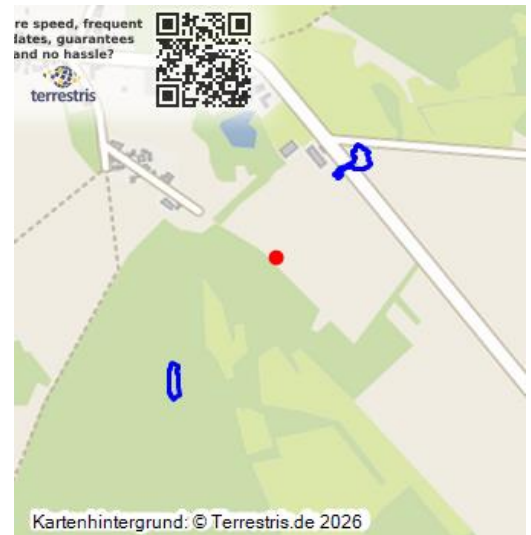 re speed, frequent
dates, guarantees
and no hassle?
terrestris
Kartenhintergrund: © Terrestris.de 2026